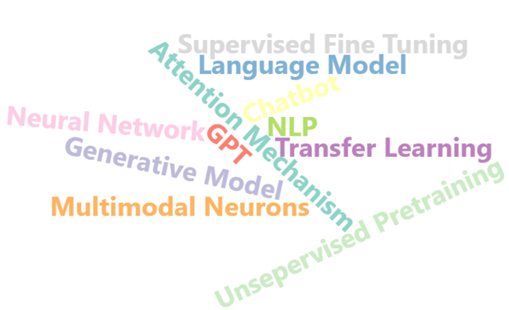 Supervised Fine Tuning
Language Model
Attention Mechanism
Chatbot
Neural Network
GPT
NLP
Transfer Learning
Generative Model
Multimodal Neurons
Unsepervised Pretraining